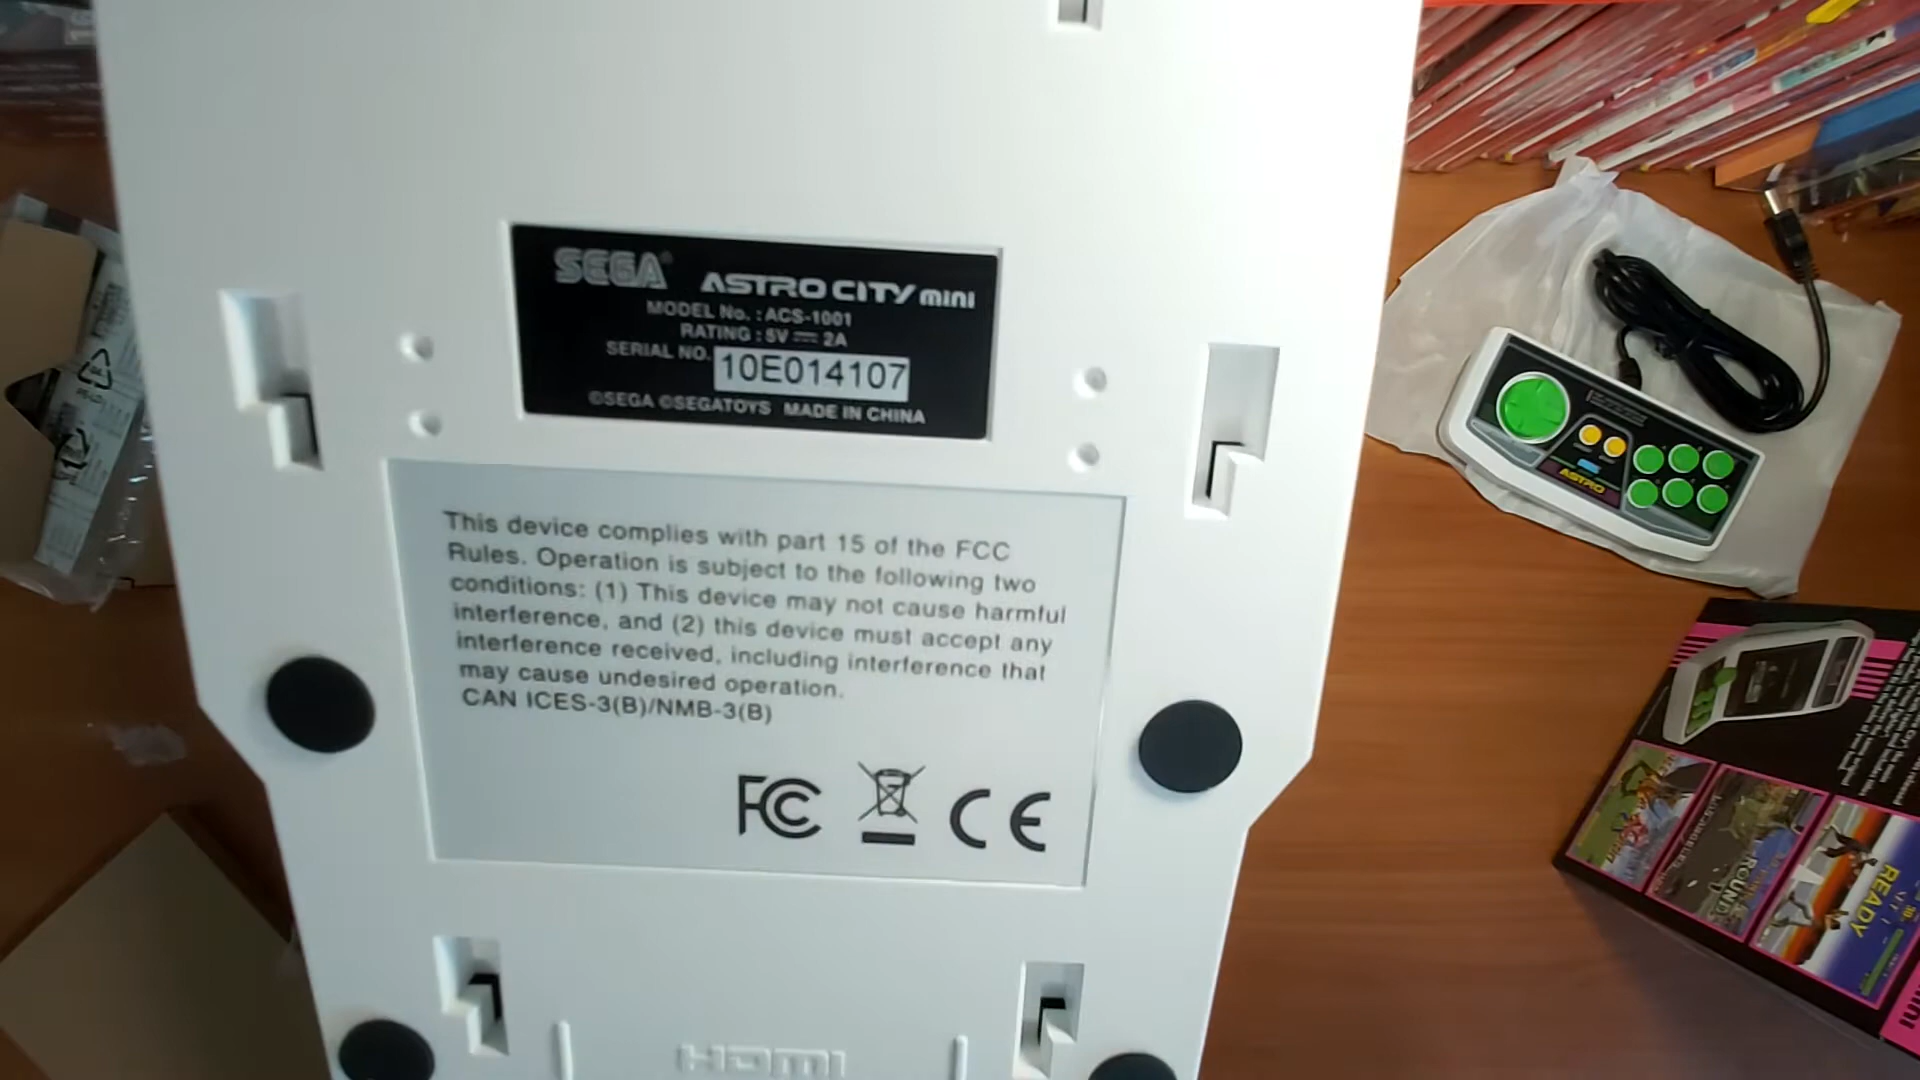 SEGA®
ASTRO CITY mini
MODEL No. : ACS-1001
RATING : 5V ⎓ 2A
SERIAL NO. 10E014107
©SEGA ©SEGATOYS MADE IN CHINA
This device complies with part 15 of the FCC
Rules. Operation is subject to the following two
conditions: (1) This device may not cause harmful
interference, and (2) this device must accept any
interference received, including interference that
may cause undesired operation.
CAN ICES-3(B)/NMB-3(B)
FC CE
HDMI
ASTRO
ROUND
READY
mini